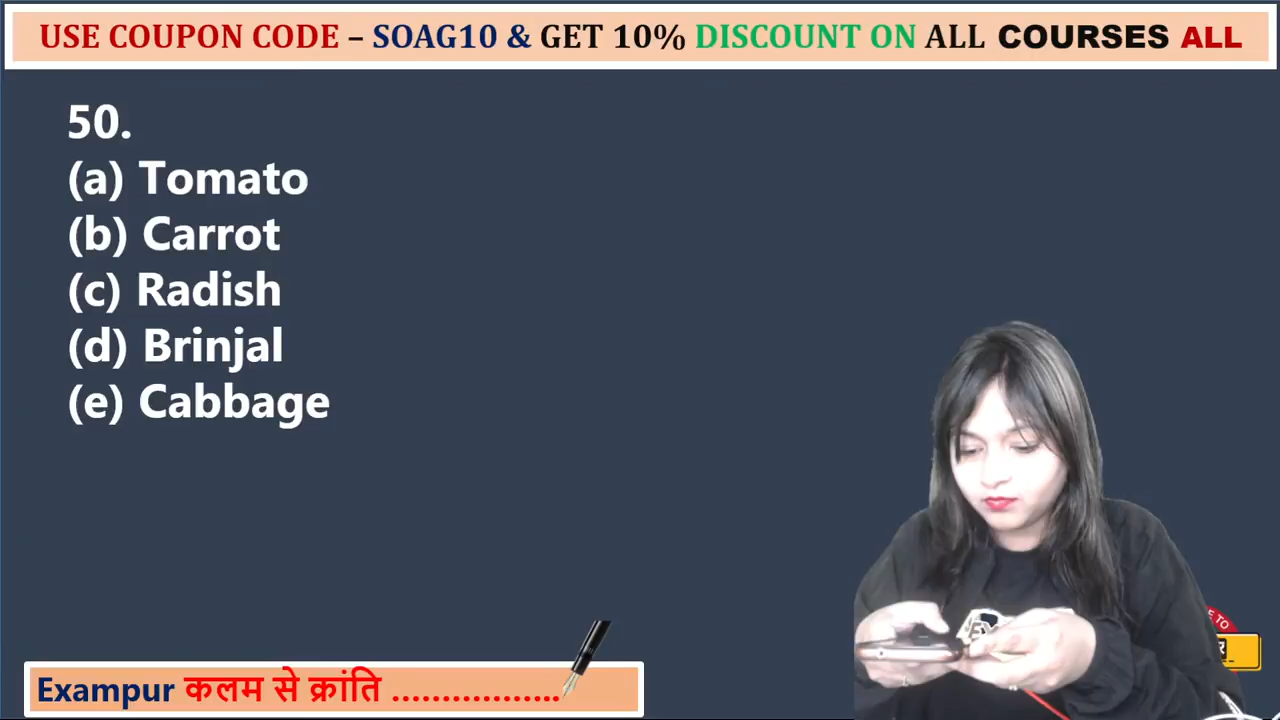 USE COUPON CODE – SOAG10 & GET 10% DISCOUNT ON ALL COURSES ALL
50.
(a) Tomato
(b) Carrot
(c) Radish
(d) Brinjal
(e) Cabbage
Exampur कलम से क्रांति .................